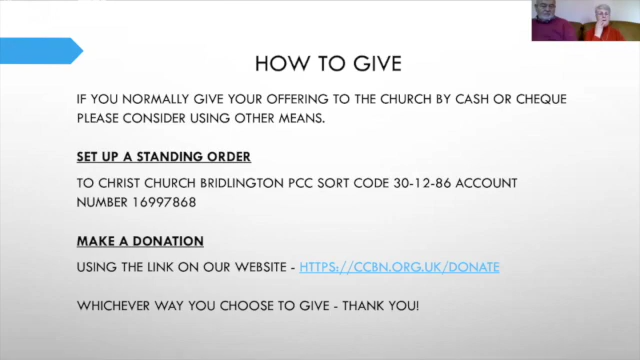 HOW TO GIVE
IF YOU NORMALLY GIVE YOUR OFFERING TO THE CHURCH BY CASH OR CHEQUE
PLEASE CONSIDER USING OTHER MEANS.
SET UP A STANDING ORDER
TO CHRIST CHURCH BRIDLINGTON PCC SORT CODE 30-12-86 ACCOUNT
NUMBER 16997868
MAKE A DONATION
USING THE LINK ON OUR WEBSITE - HTTPS://CCBN.ORG.UK/DONATE
WHICHEVER WAY YOU CHOOSE TO GIVE - THANK YOU!